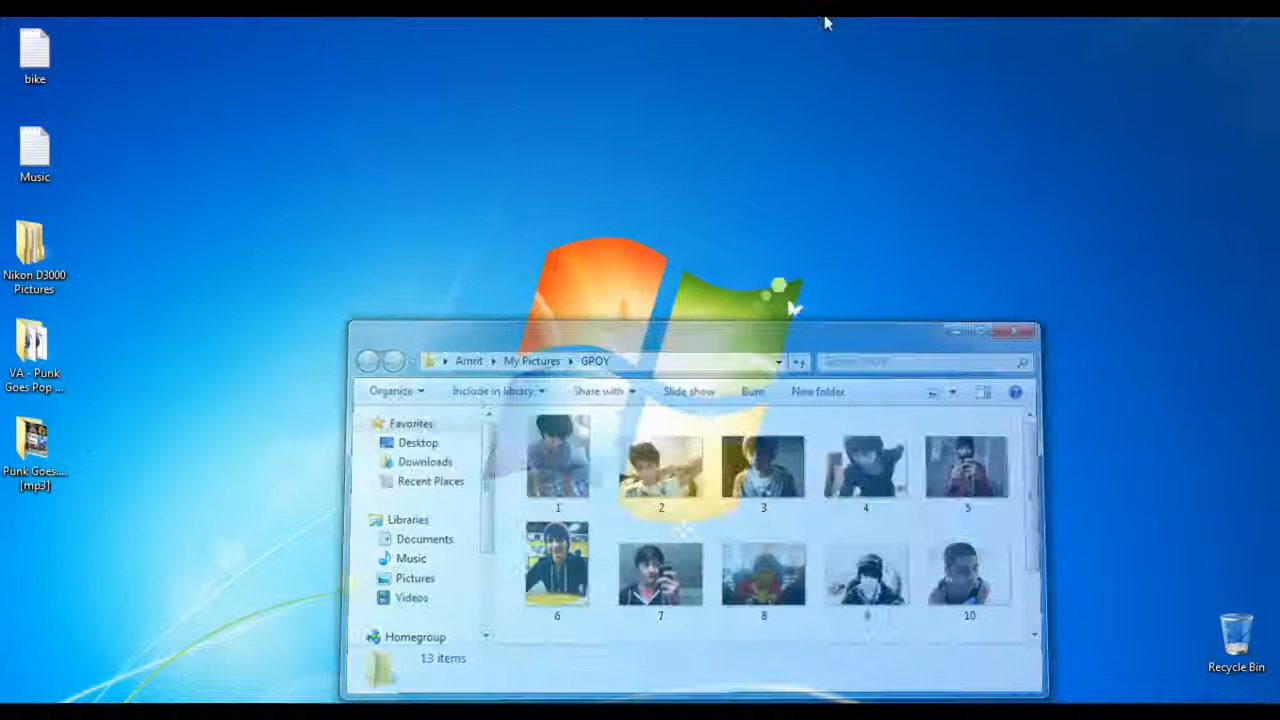 bike
Music
Nikon D3000
Pictures
VA - Punk
Goes Pop ...
Punk Goes....
[mp3]
Amrit
My Pictures
GPOY
Organize
Include in library
Share with
Slide show
Burn
New folder
Favorites
Desktop
Downloads
Recent Places
Libraries
Documents
Music
Pictures
Videos
Homegroup
1
2
3
4
5
6
7
8
9
10
13 items
Recycle Bin